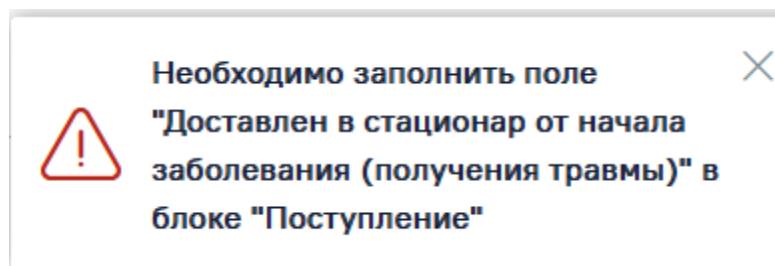 Необходимо заполнить поле
"Доставлен в стационар от начала
заболевания (получения травмы)" в
блоке "Поступление"